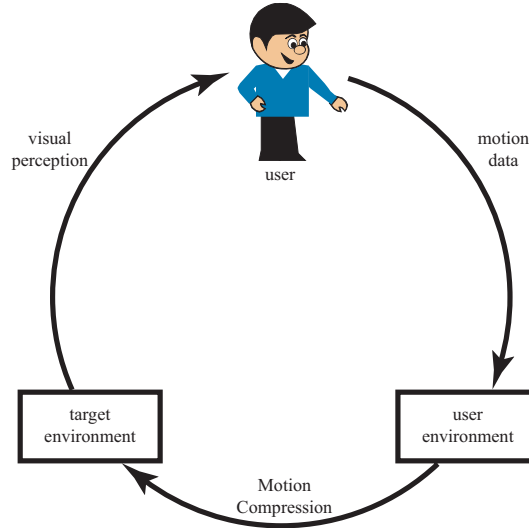 visual
perception
motion
data
user
target
environment
user
environment
Motion
Compression